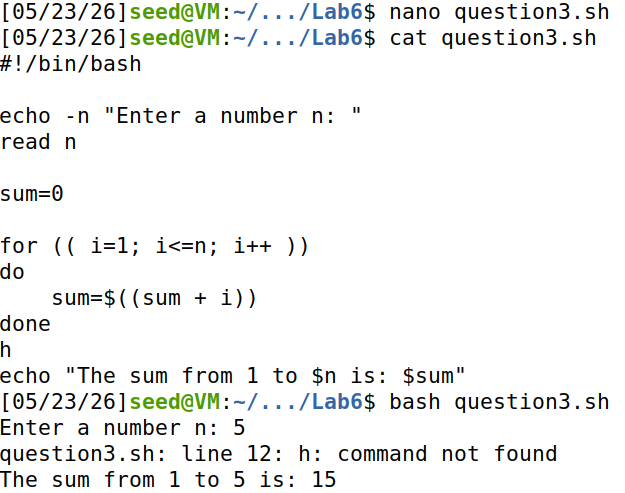 [05/23/26]seed@VM:~/.../Lab6$ nano question3.sh
[05/23/26]seed@VM:~/.../Lab6$ cat question3.sh
#!/bin/bash

echo -n "Enter a number n: "
read n

sum=0

for (( i=1; i<=n; i++ ))
do
    sum=$((sum + i))
done
h
echo "The sum from 1 to $n is: $sum"
[05/23/26]seed@VM:~/.../Lab6$ bash question3.sh
Enter a number n: 5
question3.sh: line 12: h: command not found
The sum from 1 to 5 is: 15